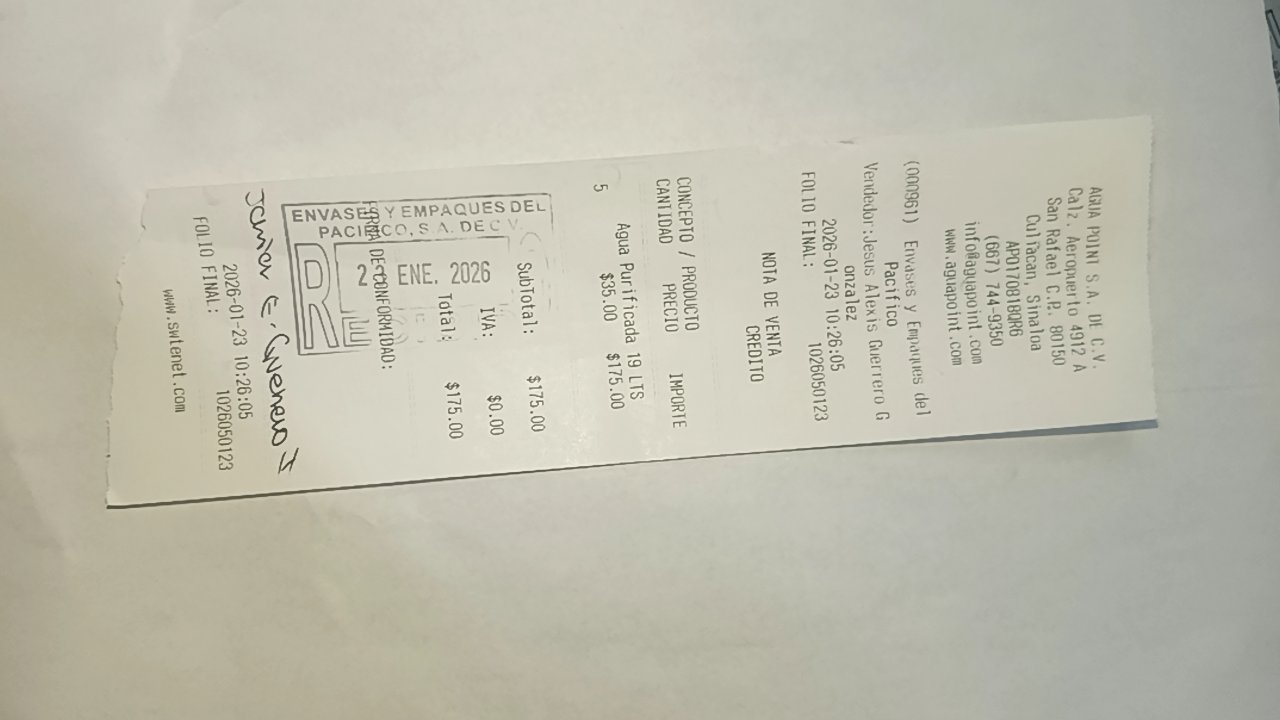 AGUA POINT S.A. DE C.V.
Calz. Aeropuerto 4912 A
San Rafael C.P. 80150
Culiacan, Sinaloa
APO170818QR6
(667) 744-9350
info@aguapoint.com
www.aguapoint.com
(000961) Envases y Empaques del
Pacifico
Vendedor:Jesus Alexis Guerrero G
onzalez
2026-01-23 10:26:05
FOLIO FINAL: 1026050123
NOTA DE VENTA
CREDITO
CONCEPTO / PRODUCTO
CANTIDAD PRECIO IMPORTE
Agua Purificada 19 LTS
5 $35.00 $175.00
SubTotal: $175.00
IVA: $0.00
Total: $175.00
ENVASES Y EMPAQUES DEL
PACIFICO, S.A. DE C.V.
ENE. 2026
FIRMA DE CONFORMIDAD:
2026-01-23 10:26:05
FOLIO FINAL: 1026050123
www.swtenet.com